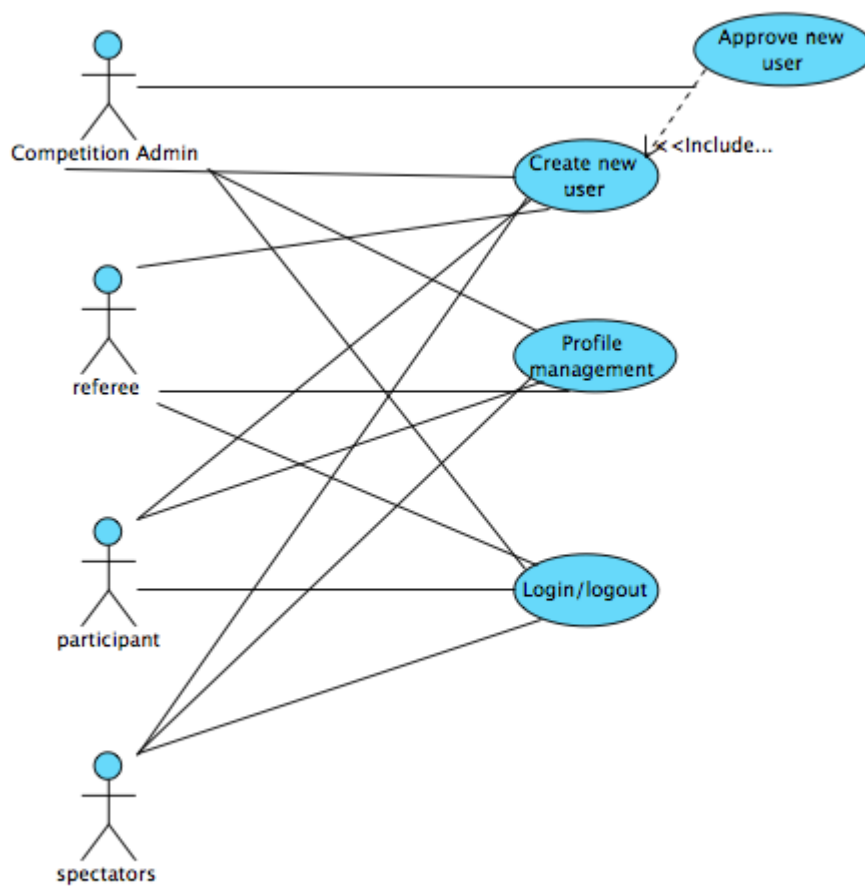 Approve new
user
Competition Admin
<<Include...
Create new
user
referee
Profile
management
participant
Login/logout
spectators